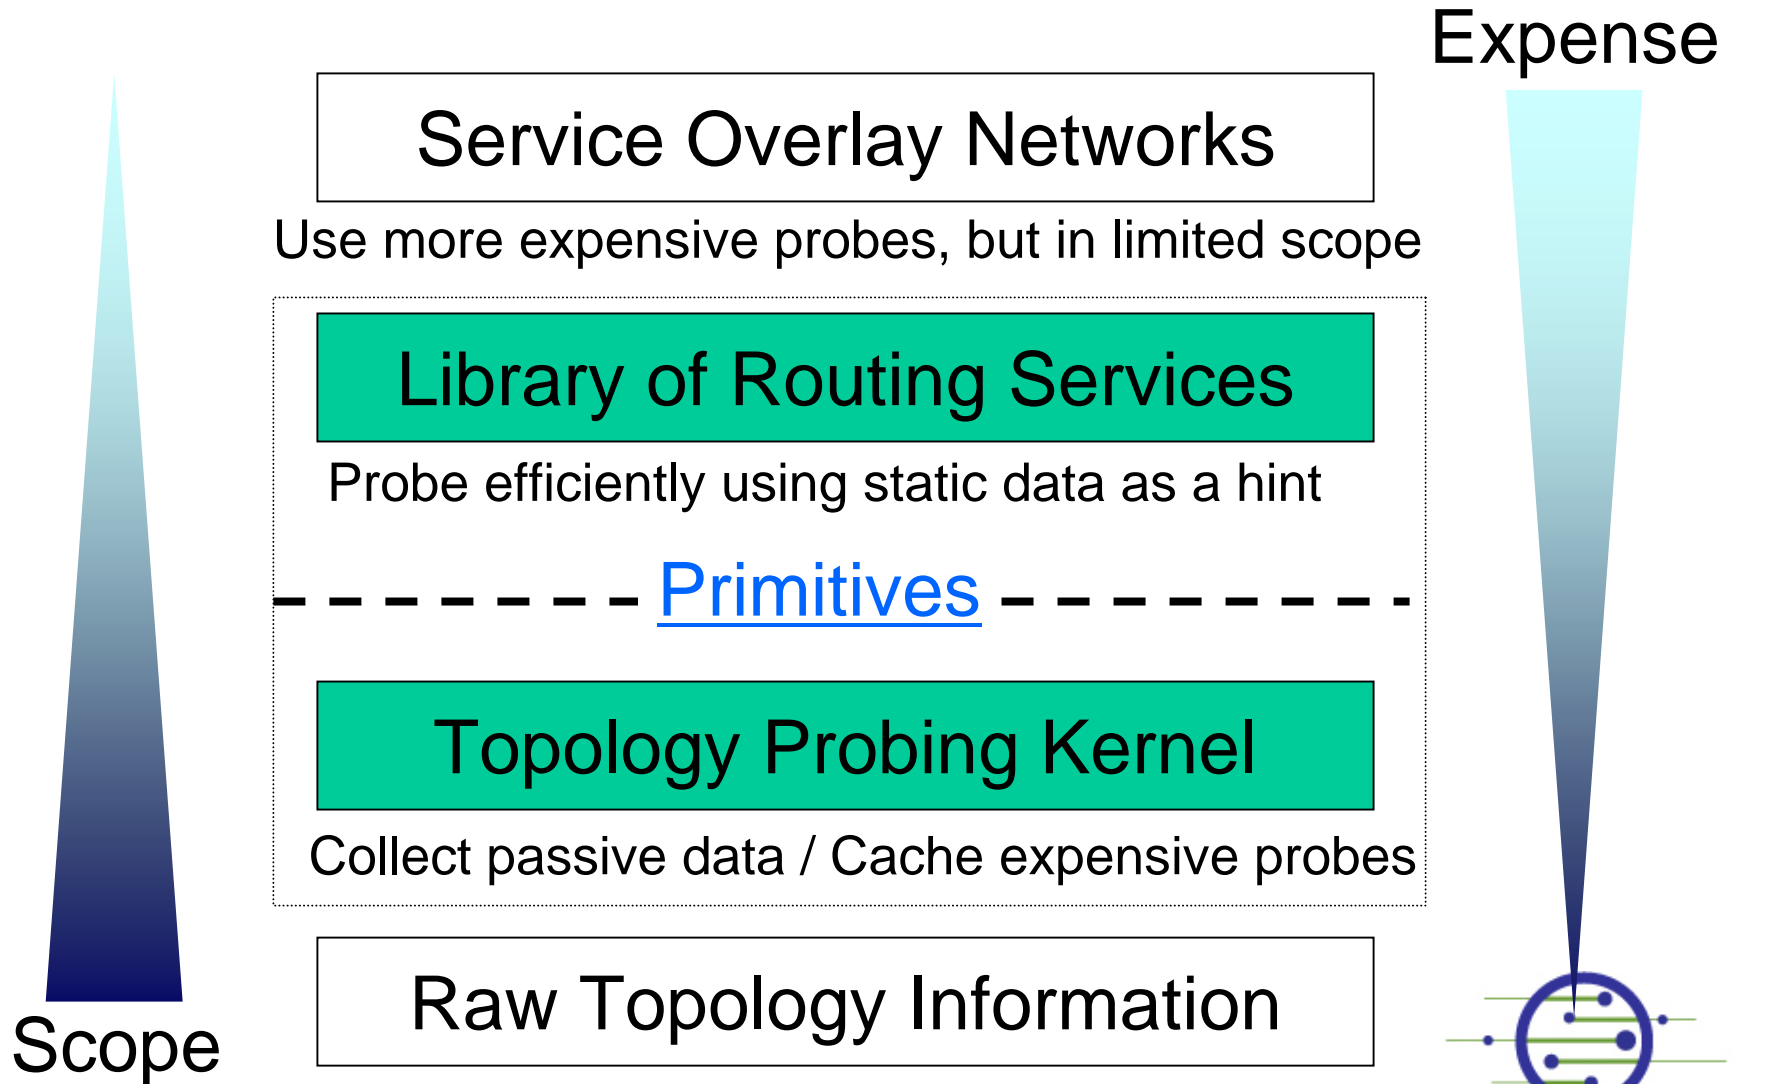 Expense
Service Overlay Networks
Use more expensive probes, but in limited scope
Library of Routing Services
Probe efficiently using static data as a hint
Primitives
Topology Probing Kernel
Collect passive data / Cache expensive probes
Raw Topology Information
Scope